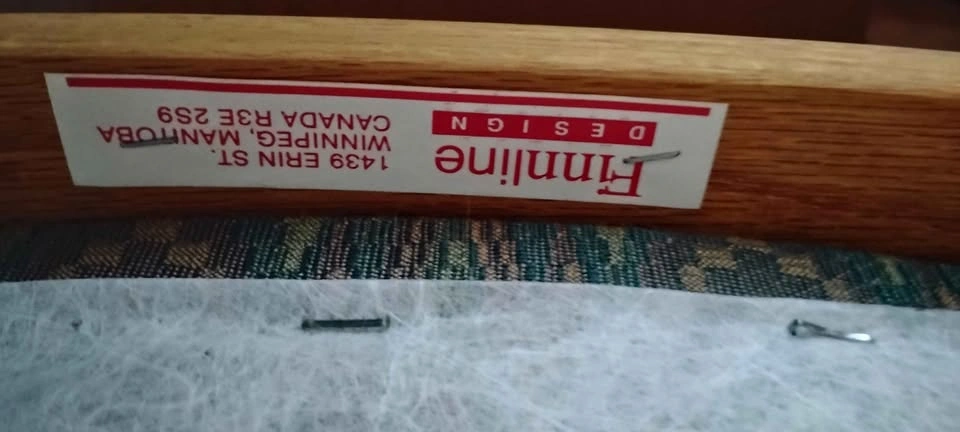 Finnline
DESIGN
1439 ERIN ST.
WINNIPEG, MANITOBA
CANADA R3E 2S9